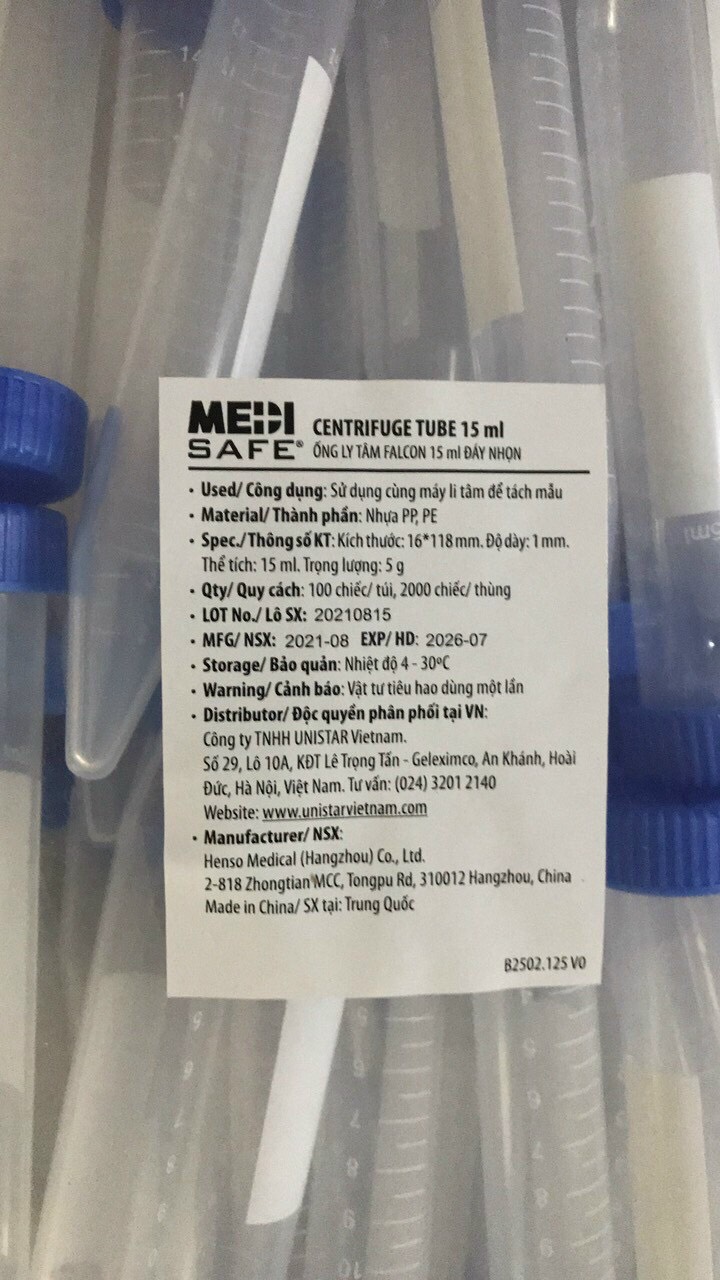 MEDI
SAFE®
CENTRIFUGE TUBE 15 ml
ỐNG LY TÂM FALCON 15 ml ĐÁY NHỌN
• Used/ Công dụng: Sử dụng cùng máy li tâm để tách mẫu
• Material/ Thành phần: Nhựa PP, PE
• Spec./ Thông số KT: Kích thước: 16*118 mm. Độ dày: 1 mm.
Thể tích: 15 ml. Trọng lượng: 5 g
• Qty/ Quy cách: 100 chiếc/ túi, 2000 chiếc/ thùng
• LOT No./ Lô SX: 20210815
• MFG/ NSX: 2021-08 EXP/ HD: 2026-07
• Storage/ Bảo quản: Nhiệt độ 4 - 30ºC
• Warning/ Cảnh báo: Vật tư tiêu hao dùng một lần
• Distributor/ Độc quyền phân phối tại VN:
Công ty TNHH UNISTAR Vietnam.
Số 29, Lô 10A, KĐT Lê Trọng Tấn - Geleximco, An Khánh, Hoài
Đức, Hà Nội, Việt Nam. Tư vấn: (024) 3201 2140
Website: www.unistarvietnam.com
• Manufacturer/ NSX:
Henso Medical (Hangzhou) Co., Ltd.
2-818 Zhongtian MCC, Tongpu Rd, 310012 Hangzhou, China
Made in China/ SX tại: Trung Quốc
B2502.125 V0